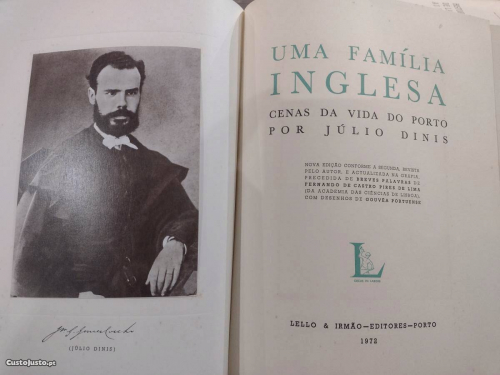 (JÚLIO DINIZ)
CustoJusto.pt
UMA FAMÍLIA
INGLESA
CENAS DA VIDA DO PORTO
POR JÚLIO DINIS
NOVA EDIÇÃO CONFORME A SEGUNDA, REVISTA
PELO AUTOR, E ACTUALIZADA NA GRAFIA,
PRECEDIDA DE BREVES PALAVRAS DE
FERNANDO DE CASTRO PIRES DE LIMA
(DA ACADEMIA DAS CIÊNCIAS DE LISBOA),
COM DESENHOS DE GOUVÊA PORTUENSE
L
LELLO & IRMÃO—EDITORES—PORTO
1972